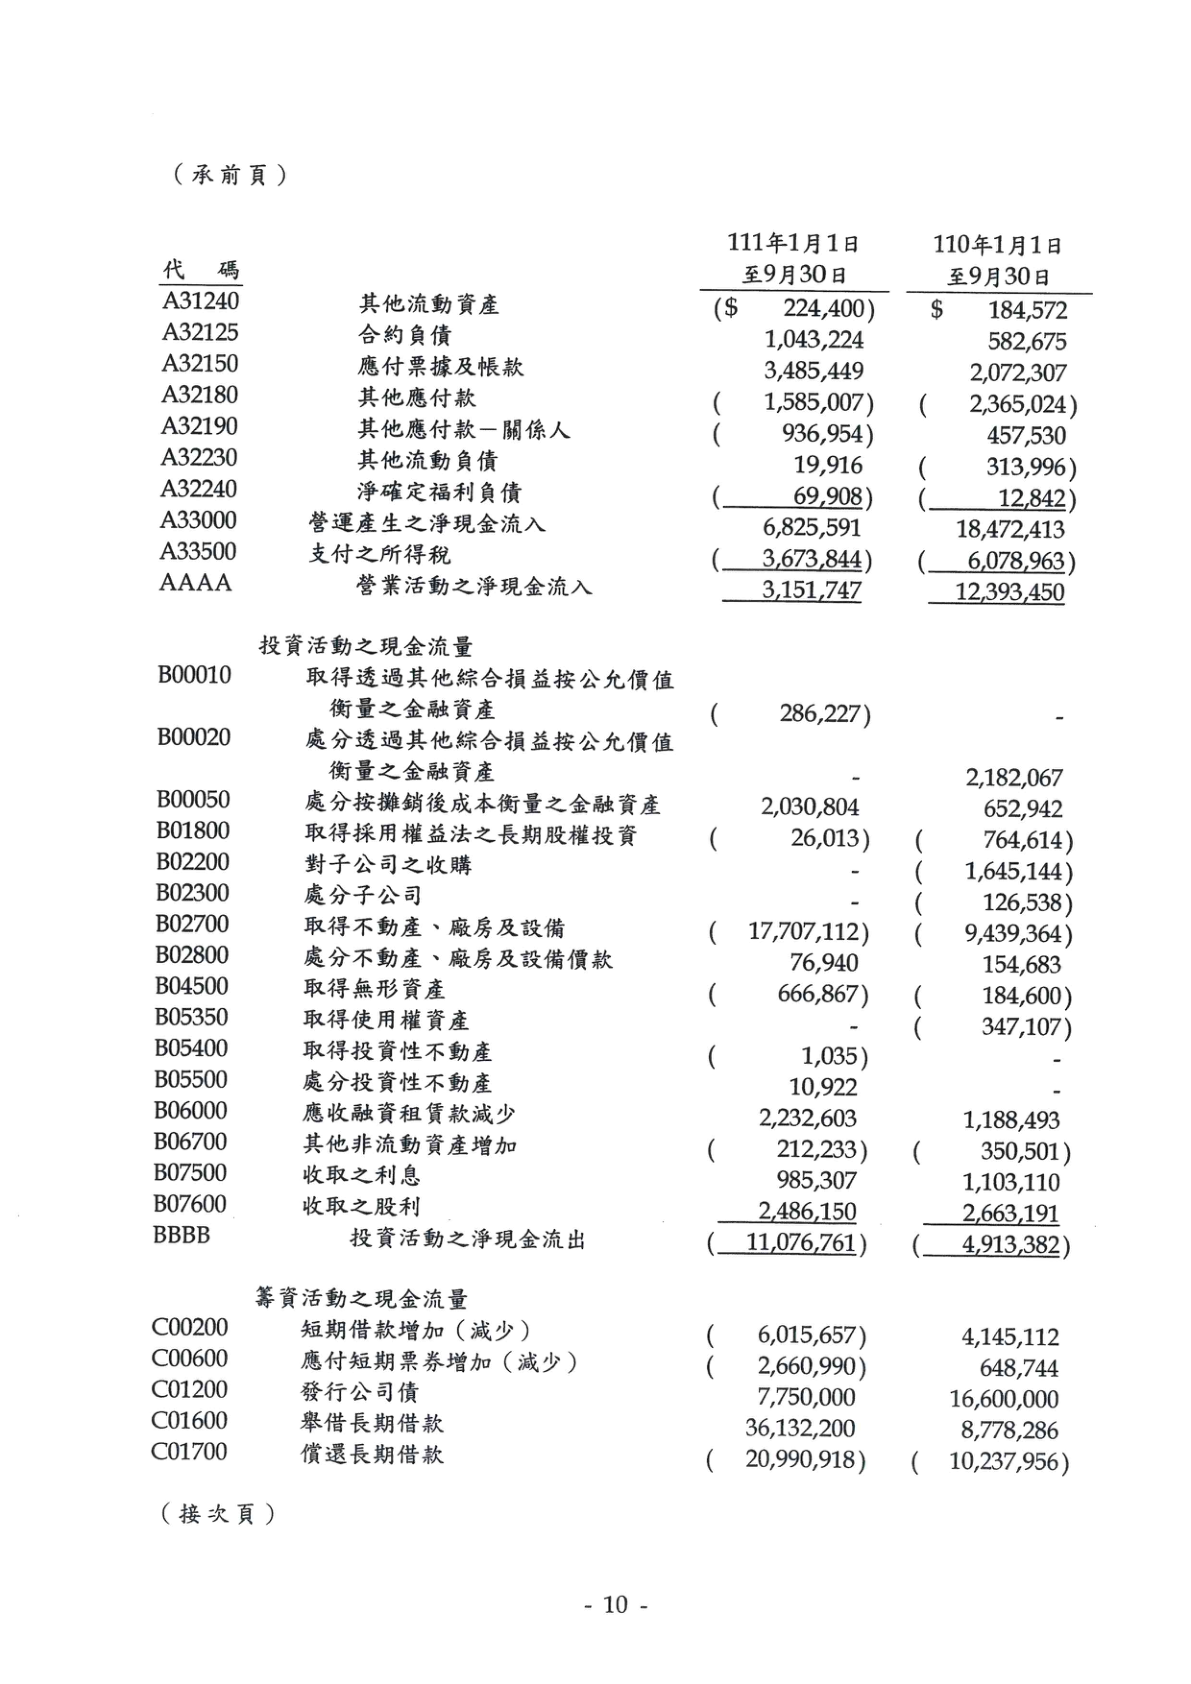 （承前頁）
111年1月1日 110年1月1日
代 碼 至9月30日 至9月30日
A31240 其他流動資產 ($ 224,400) $ 184,572
A32125 合約負債 1,043,224 582,675
A32150 應付票據及帳款 3,485,449 2,072,307
A32180 其他應付款 ( 1,585,007) ( 2,365,024)
A32190 其他應付款－關係人 ( 936,954) 457,530
A32230 其他流動負債 19,916 ( 313,996)
A32240 淨確定福利負債 ( 69,908) ( 12,842)
A33000 營運產生之淨現金流入 6,825,591 18,472,413
A33500 支付之所得稅 ( 3,673,844) ( 6,078,963)
AAAA 營業活動之淨現金流入 3,151,747 12,393,450
投資活動之現金流量
B00010 取得透過其他綜合損益按公允價值
衡量之金融資產 ( 286,227) -
B00020 處分透過其他綜合損益按公允價值
衡量之金融資產 - 2,182,067
B00050 處分按攤銷後成本衡量之金融資產 2,030,804 652,942
B01800 取得採用權益法之長期股權投資 ( 26,013) ( 764,614)
B02200 對子公司之收購 - ( 1,645,144)
B02300 處分子公司 - ( 126,538)
B02700 取得不動產、廠房及設備 ( 17,707,112) ( 9,439,364)
B02800 處分不動產、廠房及設備價款 76,940 154,683
B04500 取得無形資產 ( 666,867) ( 184,600)
B05350 取得使用權資產 - ( 347,107)
B05400 取得投資性不動產 ( 1,035) -
B05500 處分投資性不動產 10,922 -
B06000 應收融資租賃款減少 2,232,603 1,188,493
B06700 其他非流動資產增加 ( 212,233) ( 350,501)
B07500 收取之利息 985,307 1,103,110
B07600 收取之股利 2,486,150 2,663,191
BBBB 投資活動之淨現金流出 ( 11,076,761) ( 4,913,382)
籌資活動之現金流量
C00200 短期借款增加（減少） ( 6,015,657) 4,145,112
C00600 應付短期票券增加（減少） ( 2,660,990) 648,744
C01200 發行公司債 7,750,000 16,600,000
C01600 舉借長期借款 36,132,200 8,778,286
C01700 償還長期借款 ( 20,990,918) ( 10,237,956)
（接次頁）
- 10 -